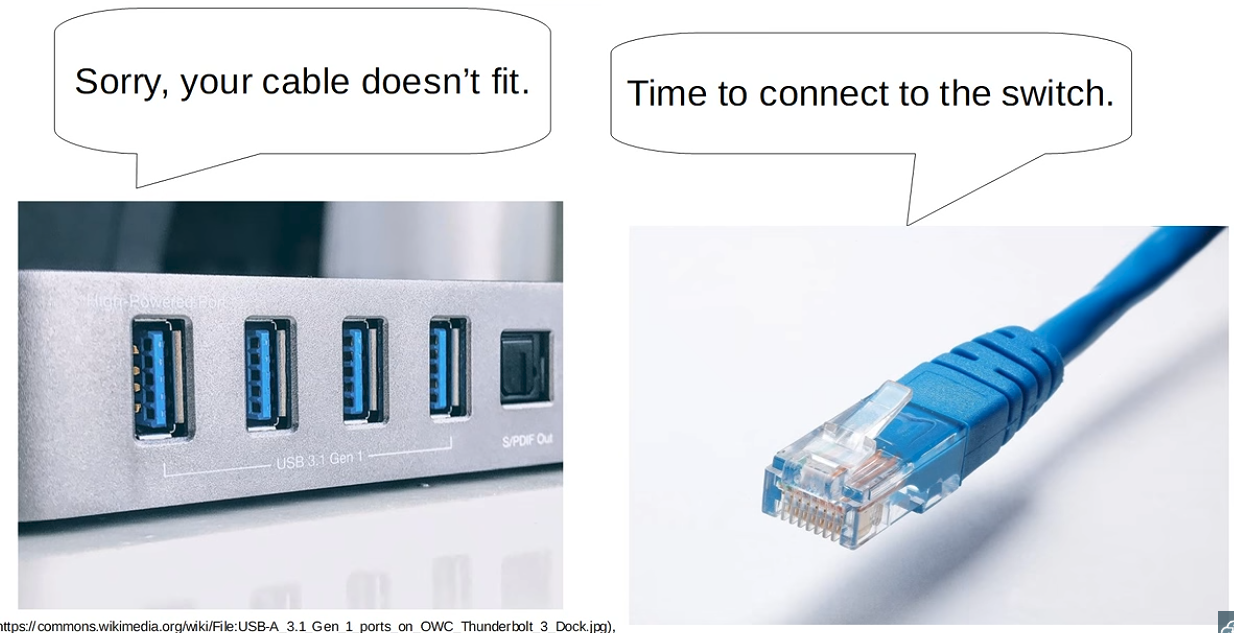 Sorry, your cable doesn’t fit.
Time to connect to the switch.
High-Powered Port
USB 3.1 Gen 1
S/PDIF Out
https://commons.wikimedia.org/wiki/File:USB-A_3.1_Gen_1_ports_on_OWC_Thunderbolt_3_Dock.jpg),